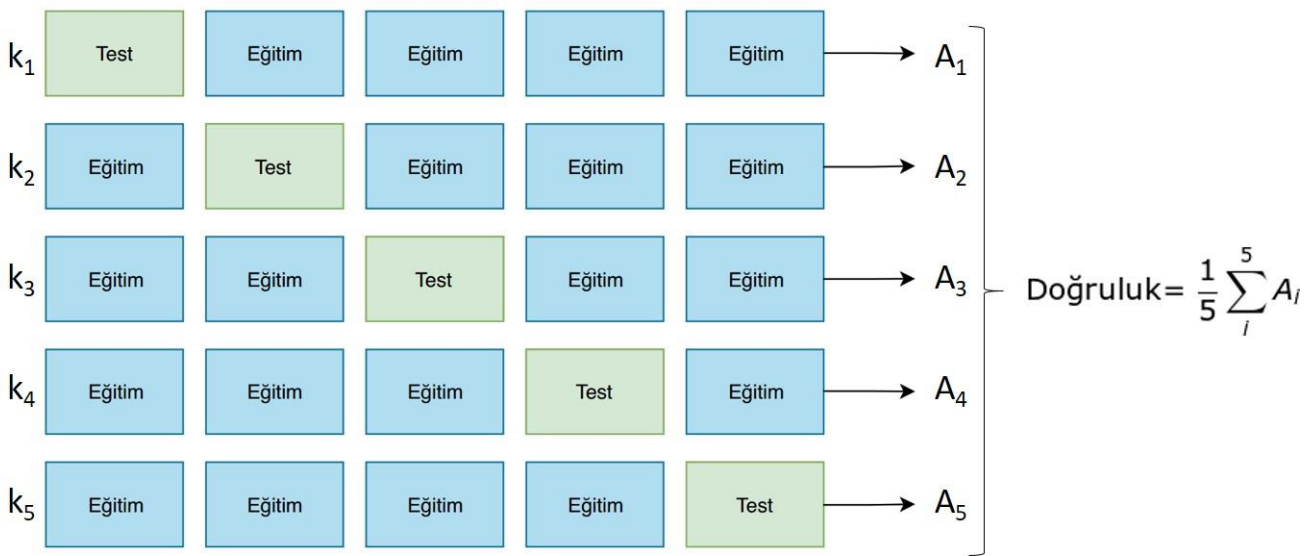 k₁ Test Eğitim Eğitim Eğitim Eğitim A₁
k₂ Eğitim Test Eğitim Eğitim Eğitim A₂
k₃ Eğitim Eğitim Test Eğitim Eğitim A₃
Doğruluk= 1/5 ∑ᵢ⁵ Aᵢ
k₄ Eğitim Eğitim Eğitim Test Eğitim A₄
k₅ Eğitim Eğitim Eğitim Eğitim Test A₅